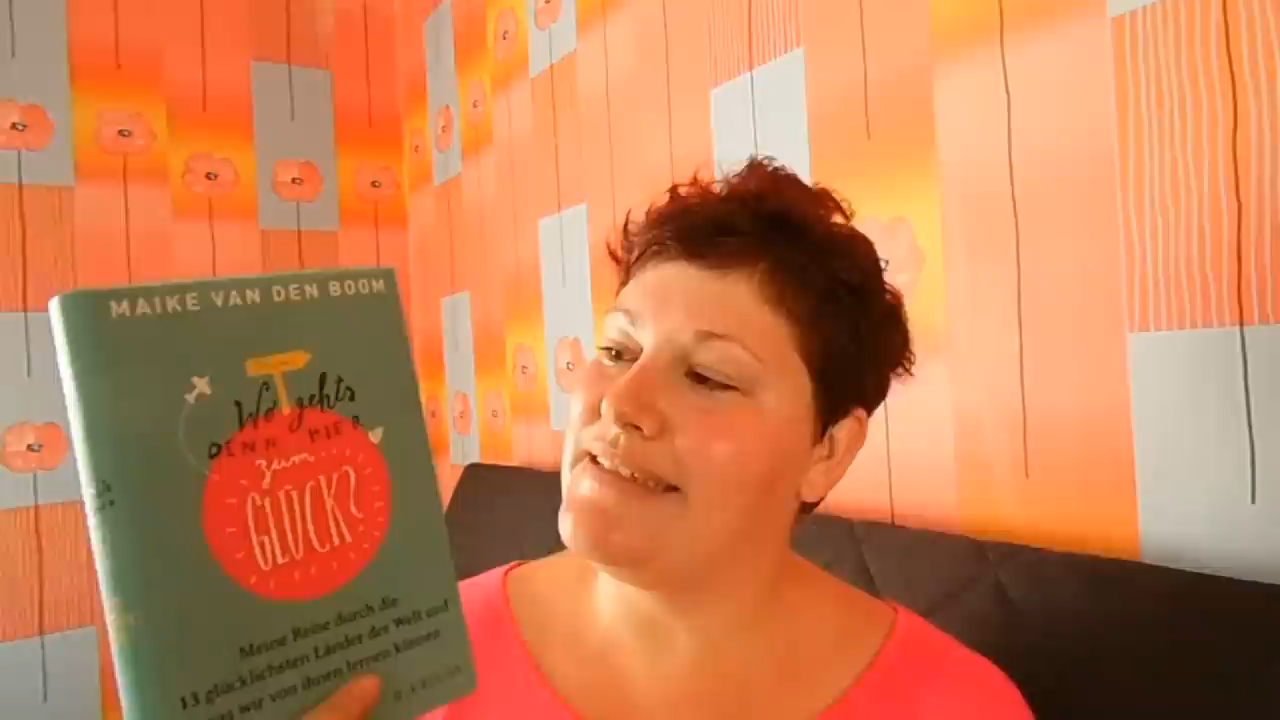 MAIKE VAN DEN BOOM
Wo gehts
DENN HIER
zum
GLÜCK?
Meine Reise durch die
13 glücklichsten Länder der Welt und
was wir von ihnen lernen können